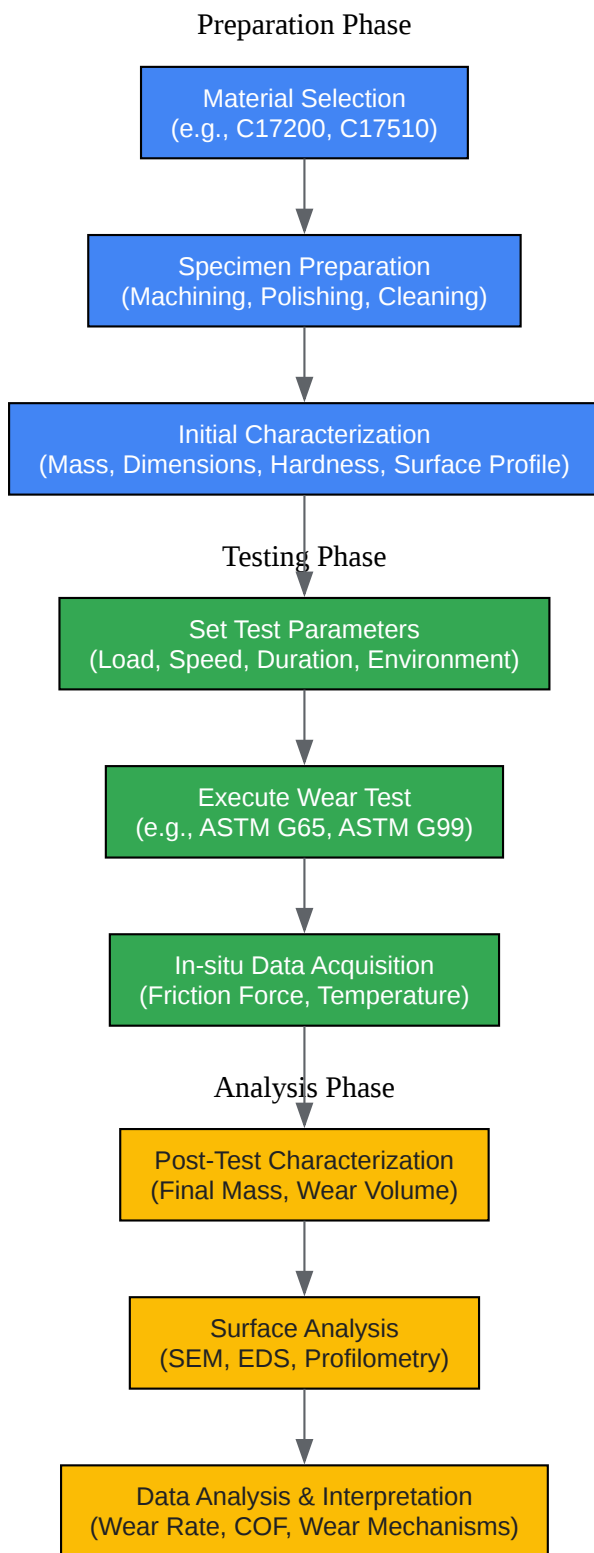 Preparation Phase
Material Selection
(e.g., C17200, C17510)
Specimen Preparation
(Machining, Polishing, Cleaning)
Initial Characterization
(Mass, Dimensions, Hardness, Surface Profile)
Testing Phase
Set Test Parameters
(Load, Speed, Duration, Environment)
Execute Wear Test
(e.g., ASTM G65, ASTM G99)
In-situ Data Acquisition
(Friction Force, Temperature)
Analysis Phase
Post-Test Characterization
(Final Mass, Wear Volume)
Surface Analysis
(SEM, EDS, Profilometry)
Data Analysis & Interpretation
(Wear Rate, COF, Wear Mechanisms)